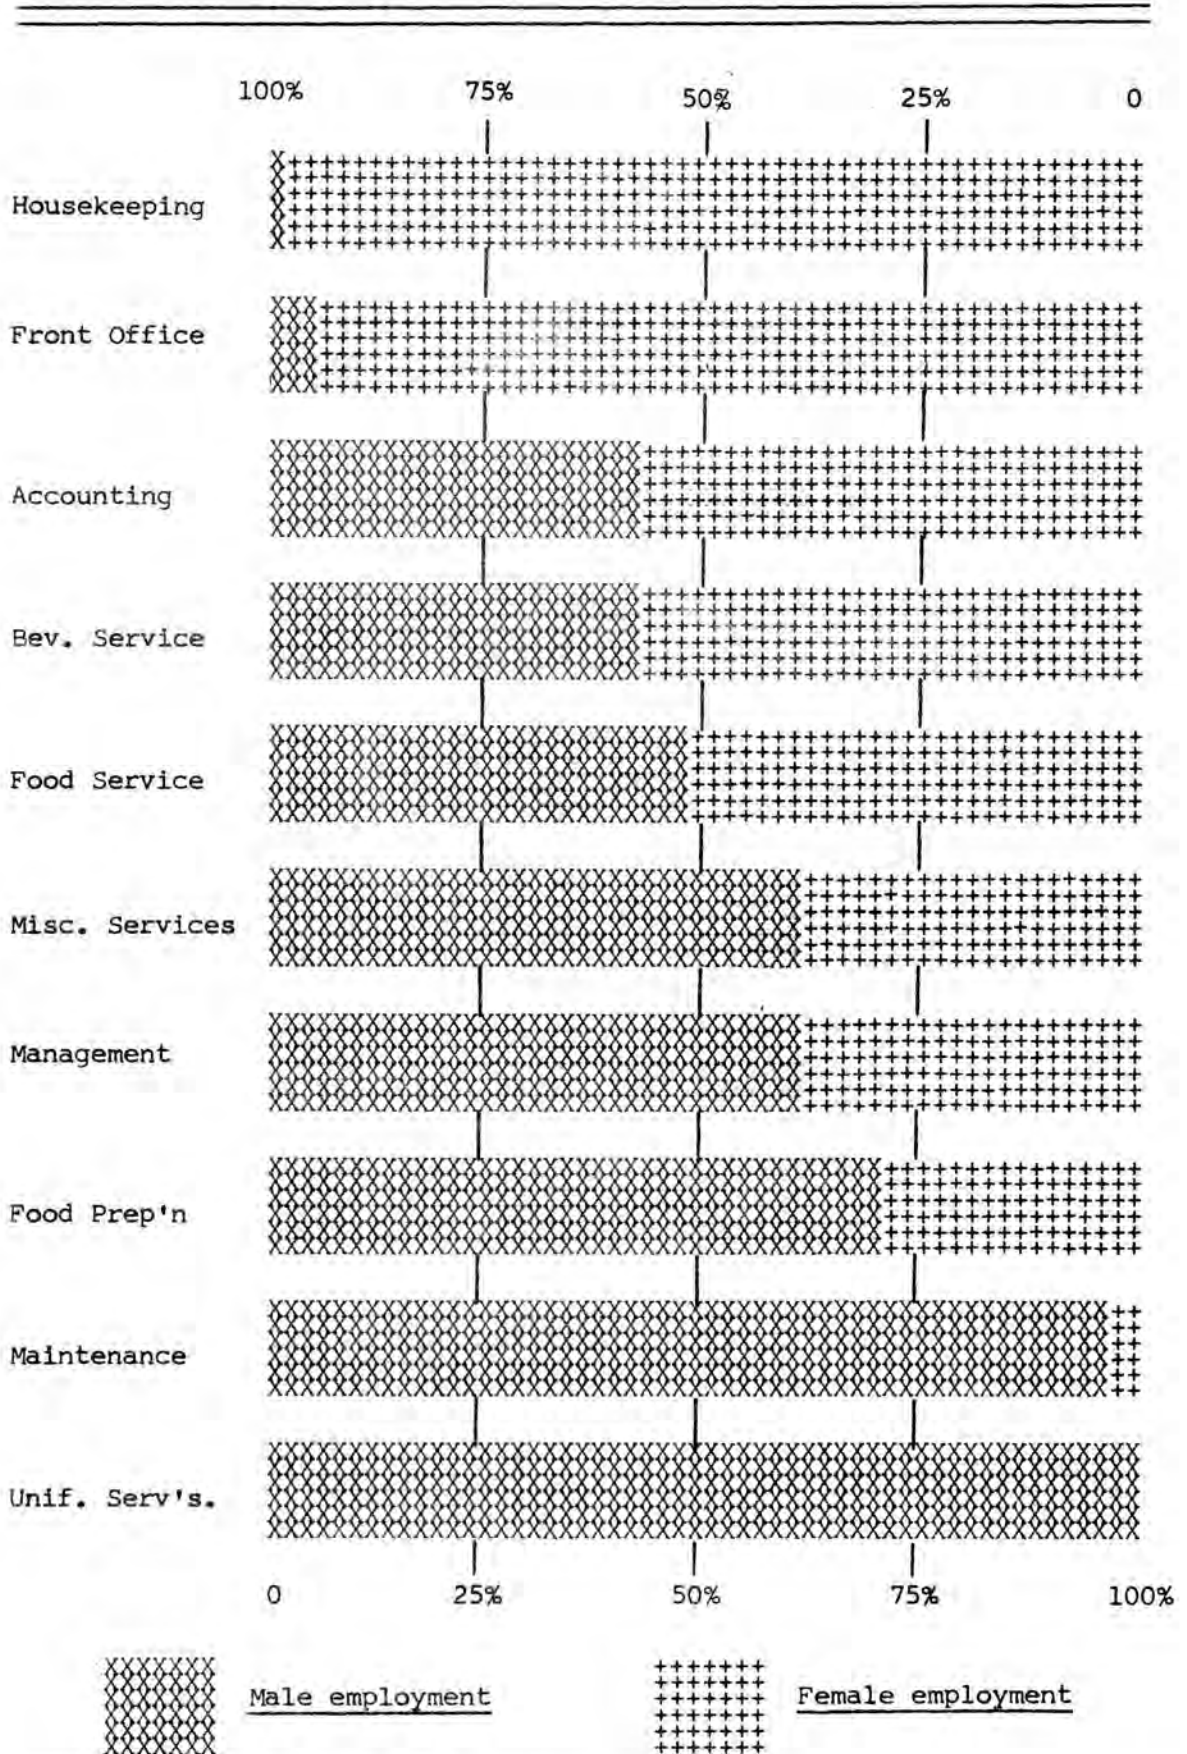 100% 75% 50% 25% 0
Housekeeping
Front Office
Accounting
Bev. Service
Food Service
Misc. Services
Management
Food Prep'n
Maintenance
Unif. Serv's.
0 25% 50% 75% 100%
Male employment Female employment